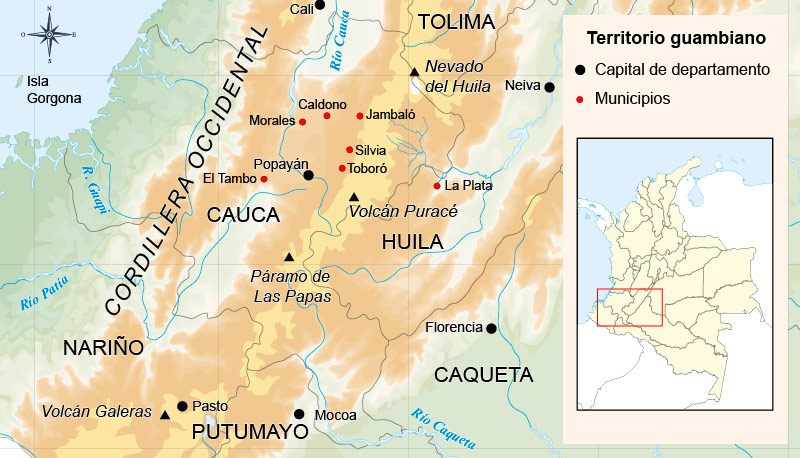 N
O
E
S
Cali
TOLIMA
Río Cauca
Isla
Gorgona
Nevado
del Huila
Neiva
CORDILLERA OCCIDENTAL
Caldono
Morales
Jambaló
Silvia
Popayán
Toboró
R. Guapi
El Tambo
La Plata
CAUCA
Volcán Puracé
HUILA
Río Patía
Páramo de
Las Papas
NARIÑO
Florencia
CAQUETA
Volcán Galeras
Pasto
Mocoa
PUTUMAYO
Río Caqueta
Territorio guambiano
Capital de departamento
Municipios